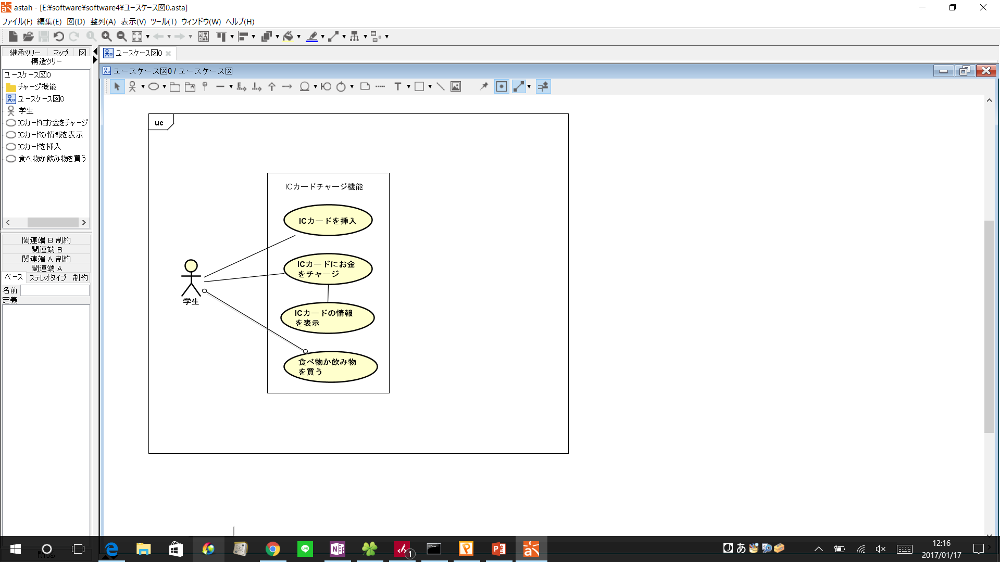 astah - [E:¥software¥software4¥ユースケース図0.asta]
ファイル(F) 編集(E) 図(D) 整列(A) 表示(V) ツール(T) ウィンドウ(W) ヘルプ(H)
継承ツリー マップ 図
構造ツリー
ユースケース図0
チャージ機能
ユースケース図0
学生
ICカードにお金をチャージ
ICカードの情報を表示
ICカードを挿入
食べ物か飲み物を買う
関連端 B 制約
関連端 B
関連端 A 制約
関連端 A
ベース ステレオタイプ 制約
名前
定義
ユースケース図0
ユースケース図0 / ユースケース図
T
uc
ICカードチャージ機能
ICカードを挿入
ICカードにお金
をチャージ
ICカードの情報
を表示
食べ物か飲み物
を買う
学生
閉じる
LINE
N
P
1
J あ
12:16
2017/01/17